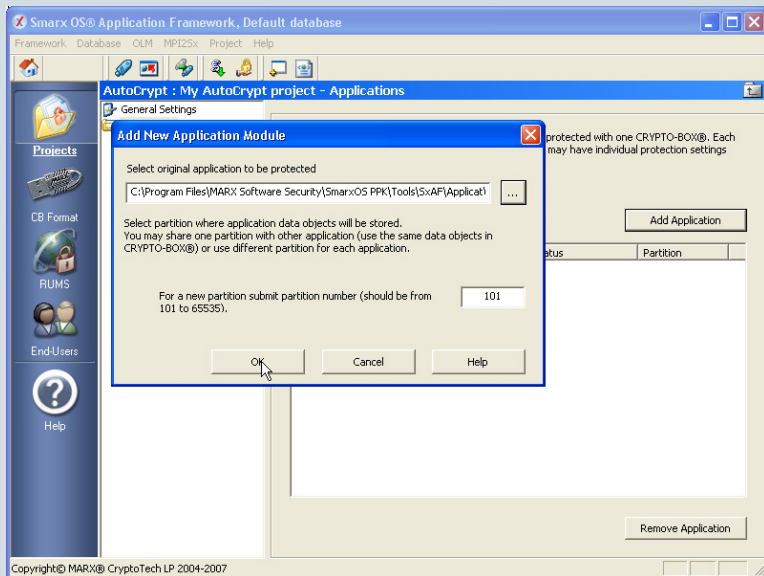 Smarx OS® Application Framework, Default database
Framework Database OLM MPI25x Project Help
AutoCrypt : My AutoCrypt project - Applications
General Settings
Projects
CB Format
RUMS
End-Users
Help
protected with one CRYPTO-BOX®. Each
may have individual protection settings
Add Application
atus Partition
Remove Application
Add New Application Module
Select original application to be protected
C:\Program Files\MARX Software Security\SmarxOS PPK\Tools\SxAF\Applicat\
...
Select partition where application data objects will be stored.
You may share one partition with other application (use the same data objects in
CRYPTO-BOX®) or use different partition for each application.
For a new partition submit partition number (should be from
101 to 65535).
101
OK Cancel Help
Copyright© MARX® CryptoTech LP 2004-2007